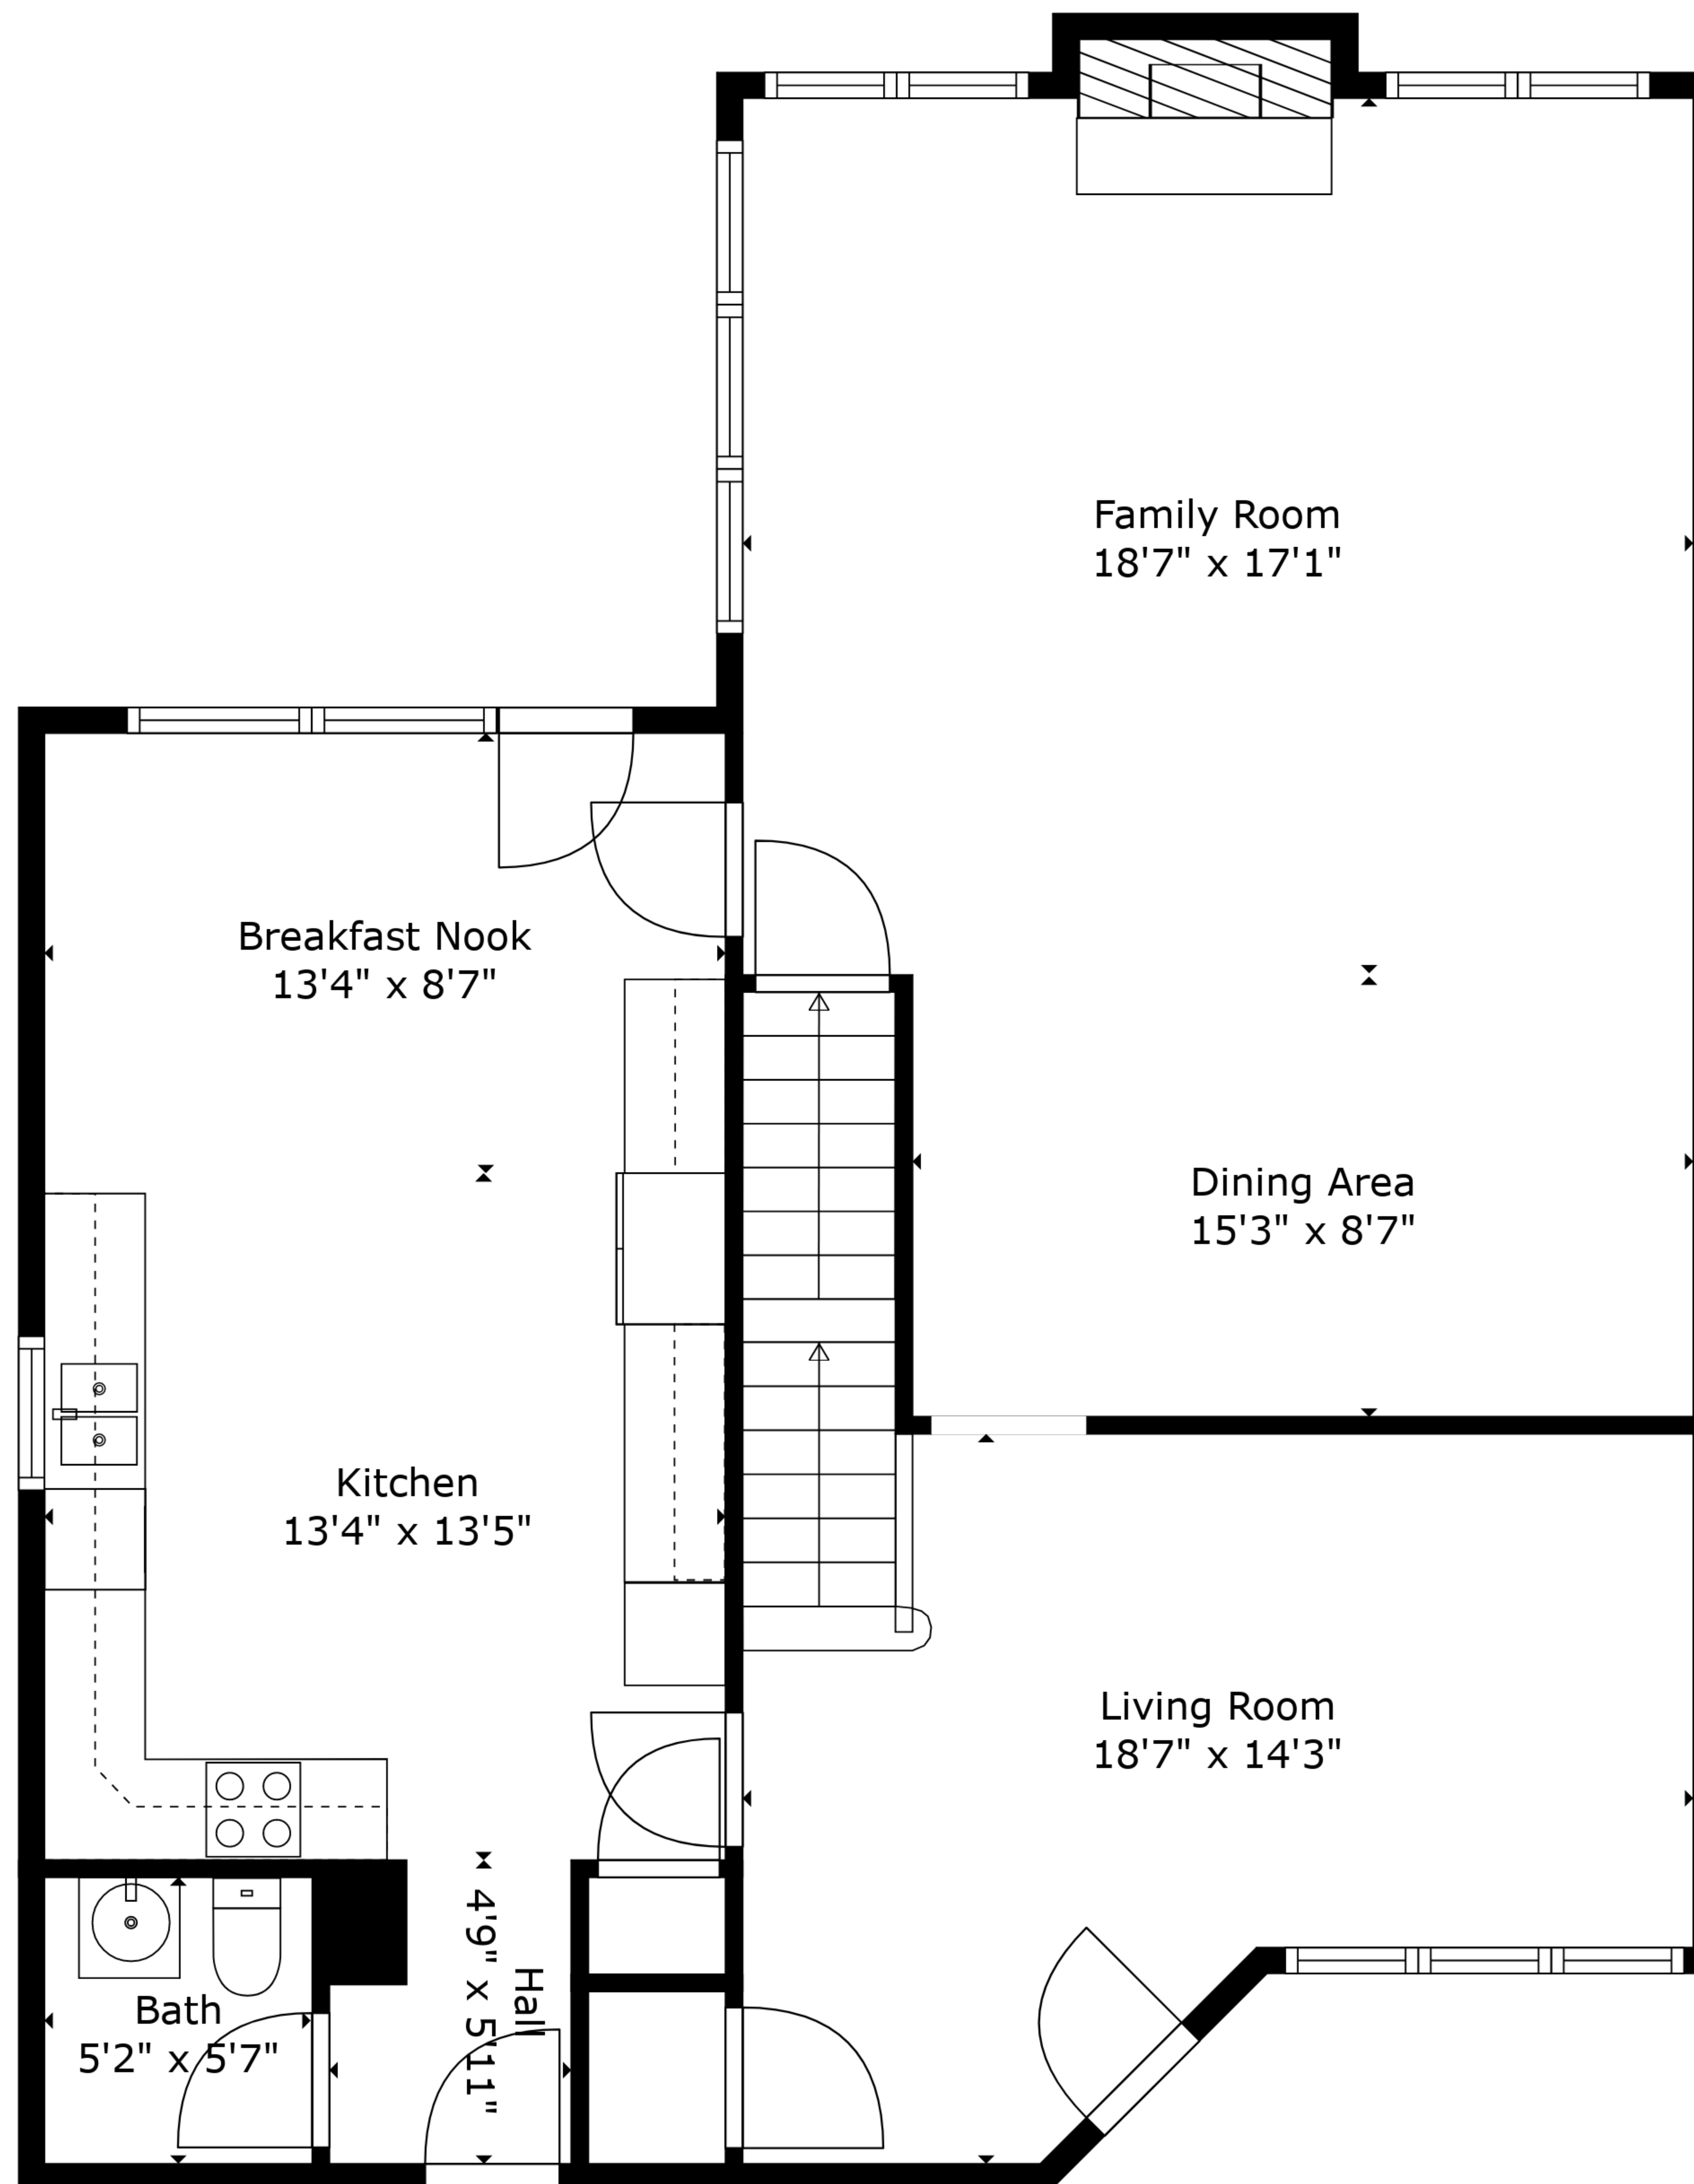 Family Room
18'7" x 17'1"
Breakfast Nook
13'4" x 8'7"
Dining Area
15'3" x 8'7"
Kitchen
13'4" x 13'5"
Living Room
18'7" x 14'3"
Hall
4'9" x 5'11"
Bath
5'2" x 5'7"